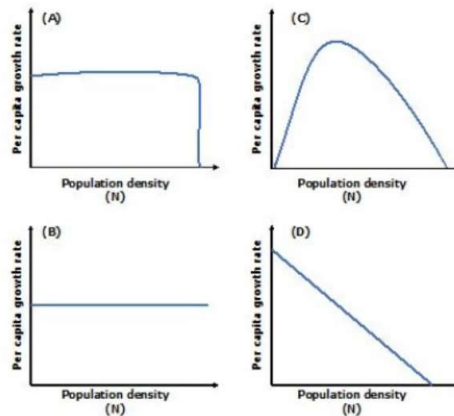 (A)
Per capita growth rate
Population density
(N)
(C)
Per capita growth rate
Population density
(N)
(B)
Per capita growth rate
Population density
(N)
(D)
Per capita growth rate
Population density
(N)